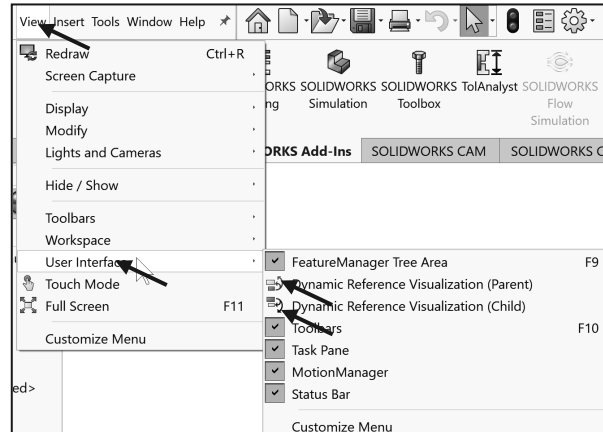 View Insert Tools Window Help
Redraw Ctrl+R
Screen Capture
Display
Modify
Lights and Cameras
Hide / Show
Toolbars
Workspace
User Interface
Touch Mode
Full Screen F11
Customize Menu
ed>
ORKS SOLIDWORKS SOLIDWORKS TolAnalyst SOLIDWORKS
ng Simulation Toolbox Flow
Simulation
ORKS Add-Ins SOLIDWORKS CAM SOLIDWORKS C
FeatureManager Tree Area F9
Dynamic Reference Visualization (Parent)
Dynamic Reference Visualization (Child)
Toolbars F10
Task Pane
MotionManager
Status Bar
Customize Menu